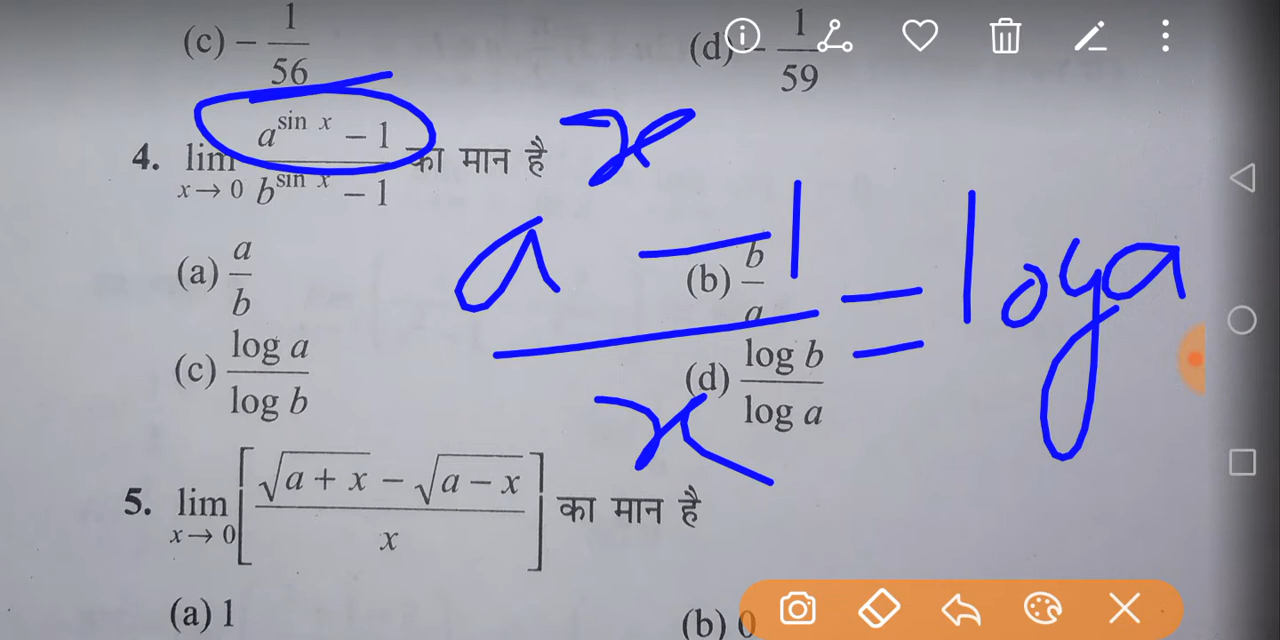 (c) − 1/56 (d) − 1/59
4. lim x→0 (a^(sin x) − 1)/(b^(sin x) − 1) का मान है
(a) a/b (b) b/a
(c) log a/log b (d) log b/log a
(a^x − 1)/x = log a
5. lim x→0 [(√(a + x) − √(a − x))/x] का मान है
(a) 1 (b) 0